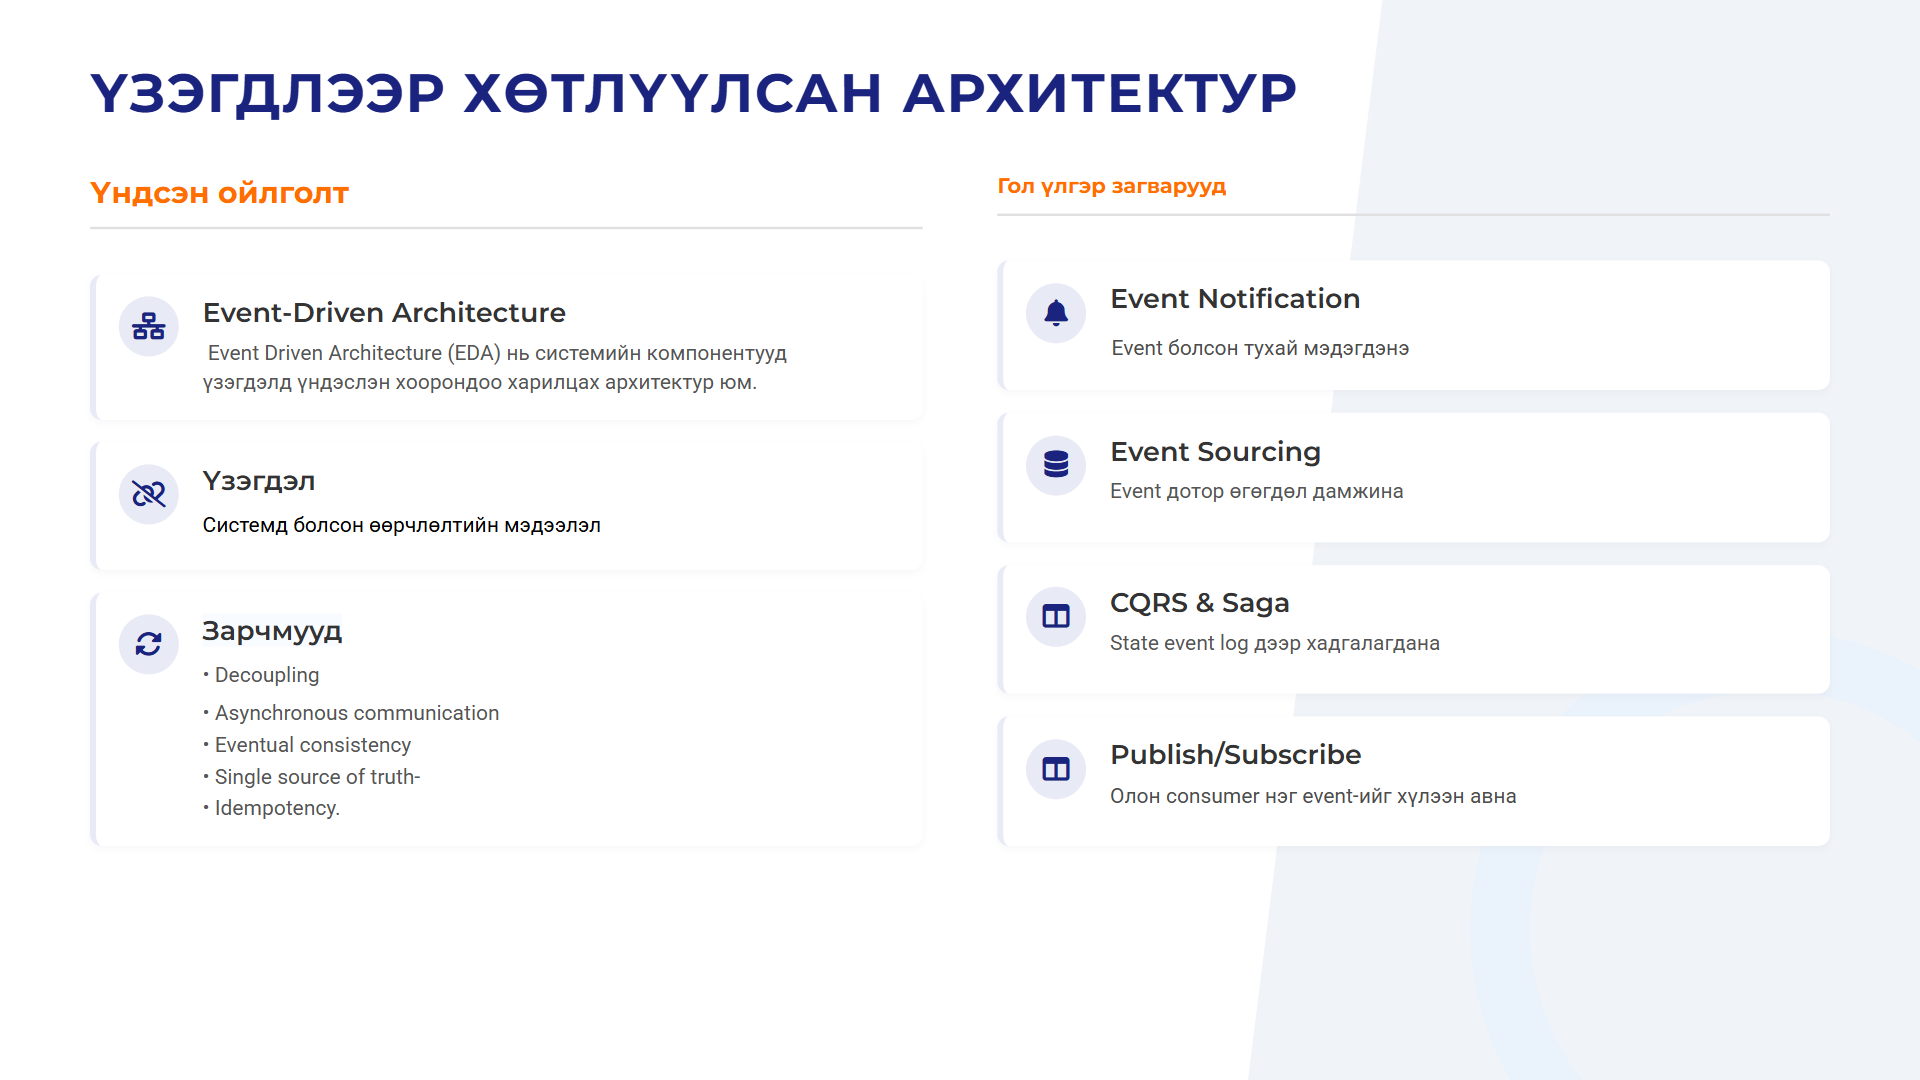 ҮЗЭГДЛЭЭР ХӨТЛҮҮЛСАН АРХИТЕКТУР
Үндсэн ойлголт
Event-Driven Architecture
Event Driven Architecture (EDA) нь системийн компонентууд
үзэгдэлд үндэслэн хоорондоо харилцах архитектур юм.
Үзэгдэл
Системд болсон өөрчлөлтийн мэдээлэл
Зарчмууд
• Decoupling
• Asynchronous communication
• Eventual consistency
• Single source of truth-
• Idempotency.
Гол үлгэр загварууд
Event Notification
Event болсон тухай мэдэгдэнэ
Event Sourcing
Event дотор өгөгдөл дамжина
CQRS & Saga
State event log дээр хадгалагдана
Publish/Subscribe
Олон consumer нэг event-ийг хүлээн авна